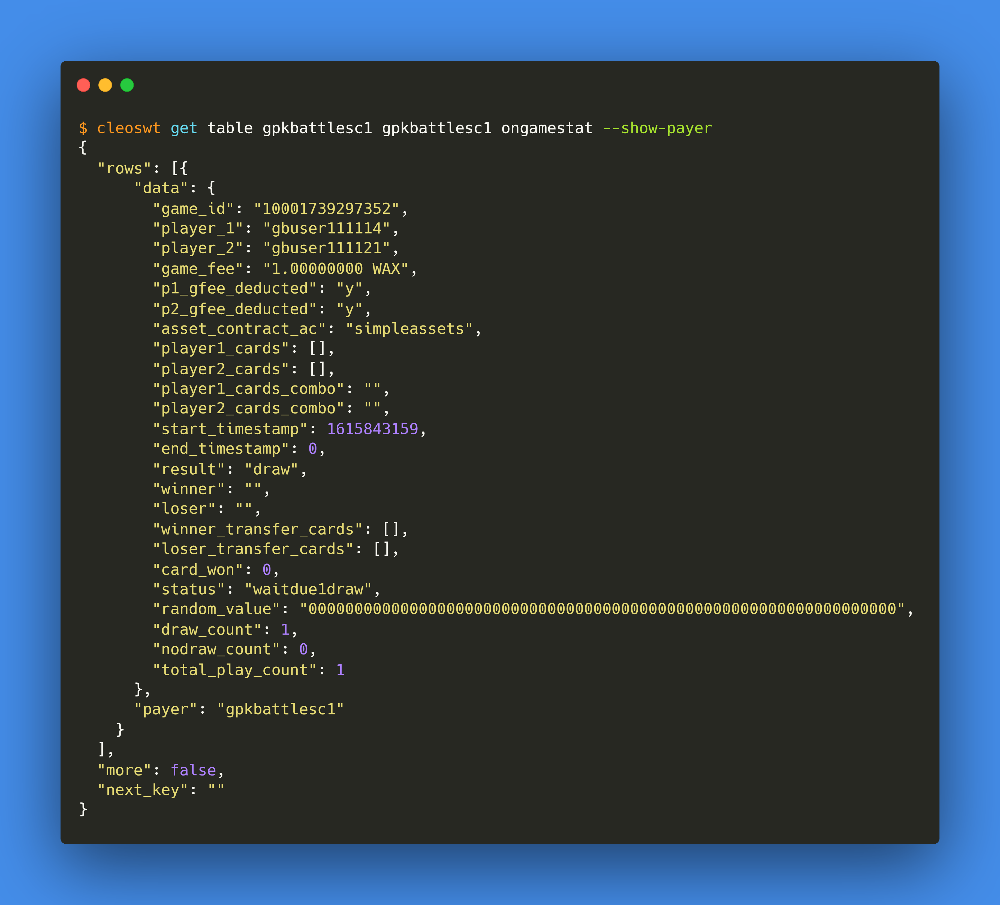 $ cleoswt get table gpkbattlesc1 gpkbattlesc1 ongamestat --show-payer
{
  "rows": [{
      "data": {
        "game_id": "10001739297352",
        "player_1": "gbuser111114",
        "player_2": "gbuser111121",
        "game_fee": "1.00000000 WAX",
        "p1_gfee_deducted": "y",
        "p2_gfee_deducted": "y",
        "asset_contract_ac": "simpleassets",
        "player1_cards": [],
        "player2_cards": [],
        "player1_cards_combo": "",
        "player2_cards_combo": "",
        "start_timestamp": 1615843159,
        "end_timestamp": 0,
        "result": "draw",
        "winner": "",
        "loser": "",
        "winner_transfer_cards": [],
        "loser_transfer_cards": [],
        "card_won": 0,
        "status": "waitdue1draw",
        "random_value": "0000000000000000000000000000000000000000000000000000000000000000",
        "draw_count": 1,
        "nodraw_count": 0,
        "total_play_count": 1
      },
      "payer": "gpkbattlesc1"
    }
  ],
  "more": false,
  "next_key": ""
}